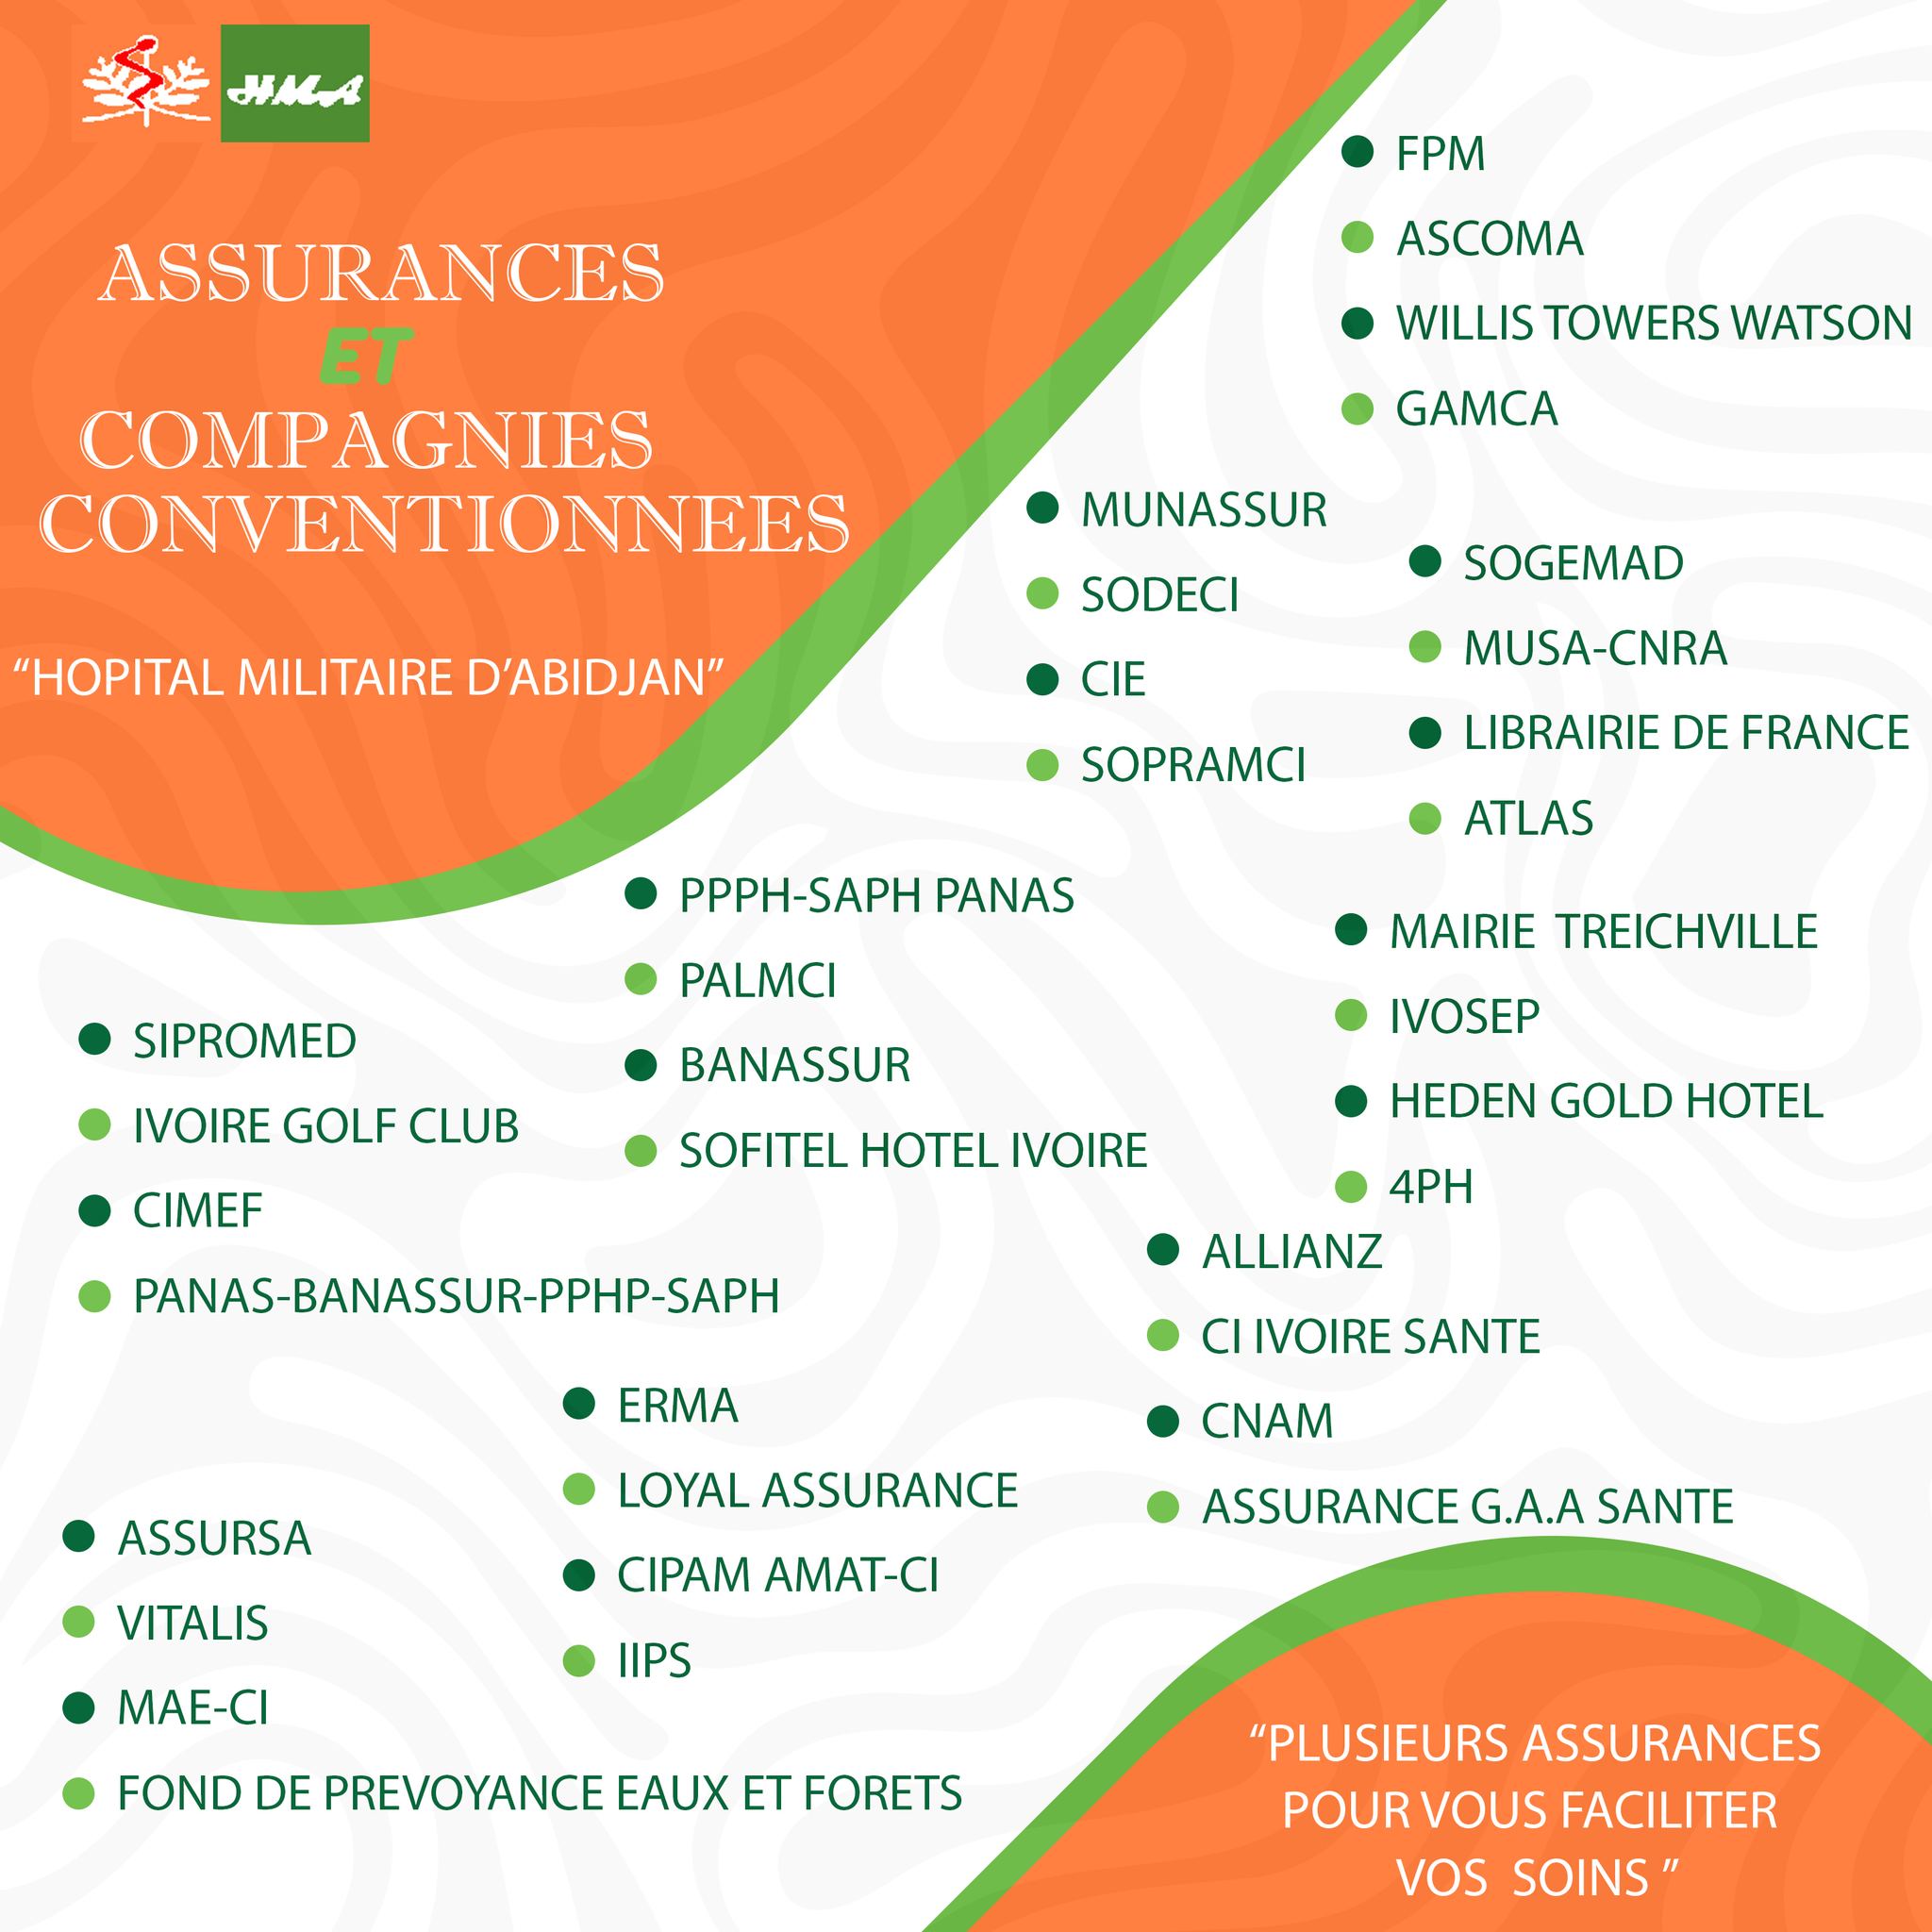 HMA
ASSURANCES
ET
COMPAGNIES
CONVENTIONNEES
“HOPITAL MILITAIRE D’ABIDJAN”
FPM
ASCOMA
WILLIS TOWERS WATSON
GAMCA
MUNASSUR
SODECI
CIE
SOPRAMCI
SOGEMAD
MUSA-CNRA
LIBRAIRIE DE FRANCE
ATLAS
PPPH-SAPH PANAS
PALMCI
BANASSUR
SOFITEL HOTEL IVOIRE
MAIRIE  TREICHVILLE
IVOSEP
HEDEN GOLD HOTEL
4PH
SIPROMED
IVOIRE GOLF CLUB
CIMEF
PANAS-BANASSUR-PPHP-SAPH
ALLIANZ
CI IVOIRE SANTE
CNAM
ASSURANCE G.A.A SANTE
ERMA
LOYAL ASSURANCE
CIPAM AMAT-CI
IIPS
ASSURSA
VITALIS
MAE-CI
FOND DE PREVOYANCE EAUX ET FORETS
“PLUSIEURS ASSURANCES
POUR VOUS FACILITER
VOS  SOINS ”